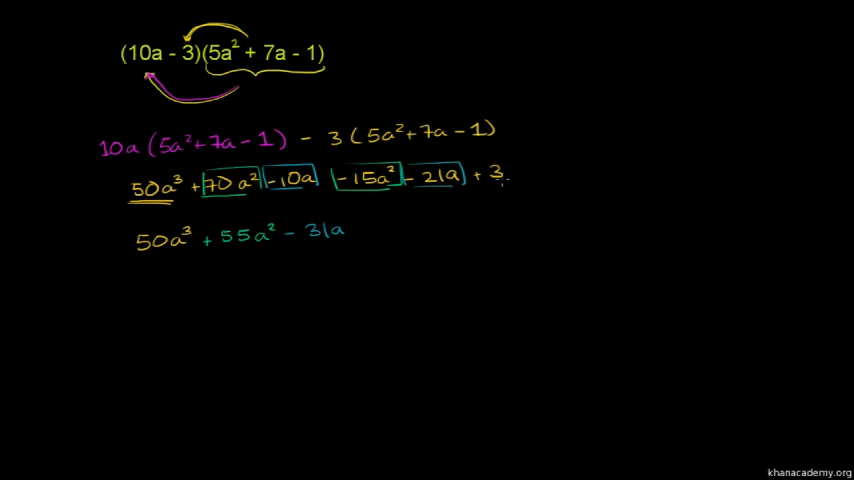 (10a - 3)(5a² + 7a - 1)
10a (5a² + 7a - 1) - 3 (5a² + 7a - 1)
50a³ + 70a² - 10a - 15a² - 21a + 3
50a³ + 55a² - 31a
khanacademy.org